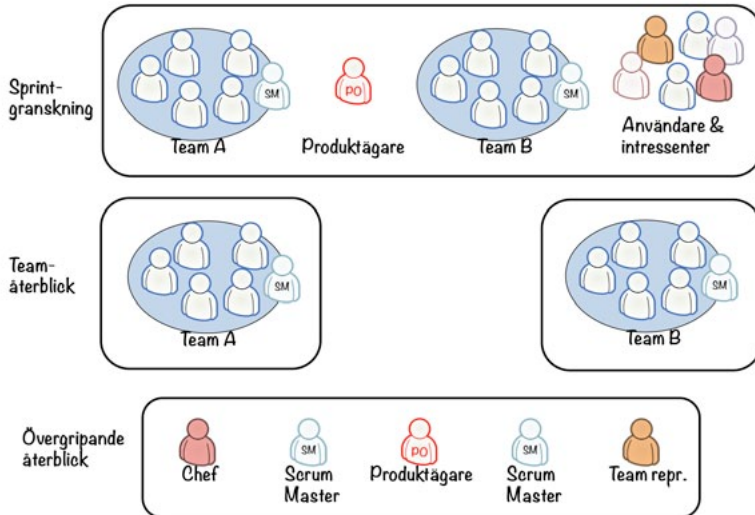 Sprint-
granskning
SM
PO
SM
Team A
Produktägare
Team B
Användare &
intressenter
Team-
återblick
SM
SM
Team A
Team B
Övergripande
återblick
SM
PO
SM
Chef
Scrum
Master
Produktägare
Scrum
Master
Team repr.